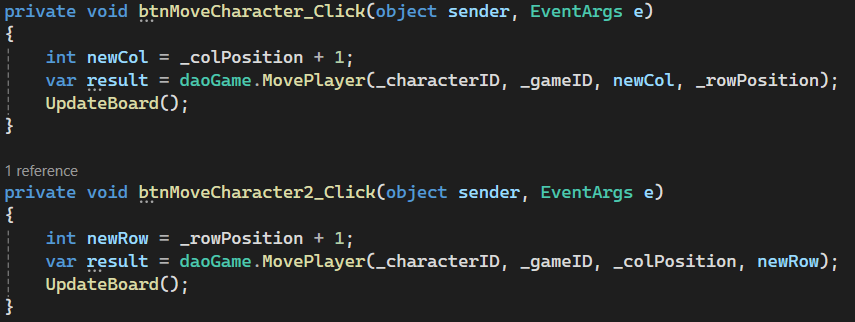 private void btnMoveCharacter_Click(object sender, EventArgs e)
{
    int newCol = _colPosition + 1;
    var result = daoGame.MovePlayer(_characterID, _gameID, newCol, _rowPosition);
    UpdateBoard();
}
1 reference
private void btnMoveCharacter2_Click(object sender, EventArgs e)
{
    int newRow = _rowPosition + 1;
    var result = daoGame.MovePlayer(_characterID, _gameID, _colPosition, newRow);
    UpdateBoard();
}